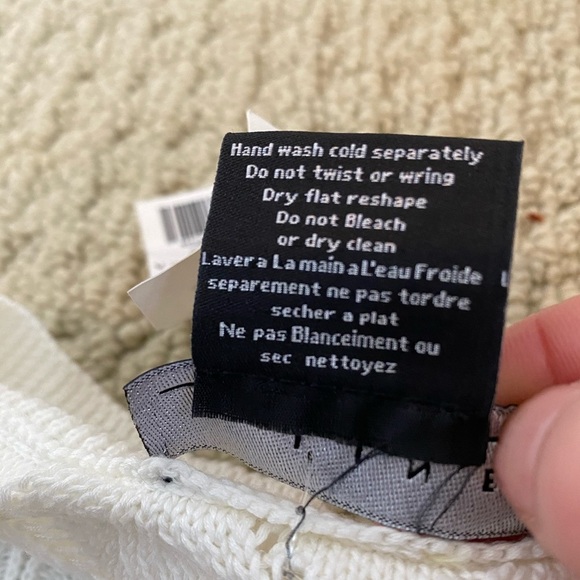 Hand wash cold separately
Do not twist or wring
Dry flat reshape
Do not Bleach
or dry clean
Lavera La main a L'eau Froide
separement ne pas tordre
secher a plat
Ne pas Blanceiment ou
sec nettoyez